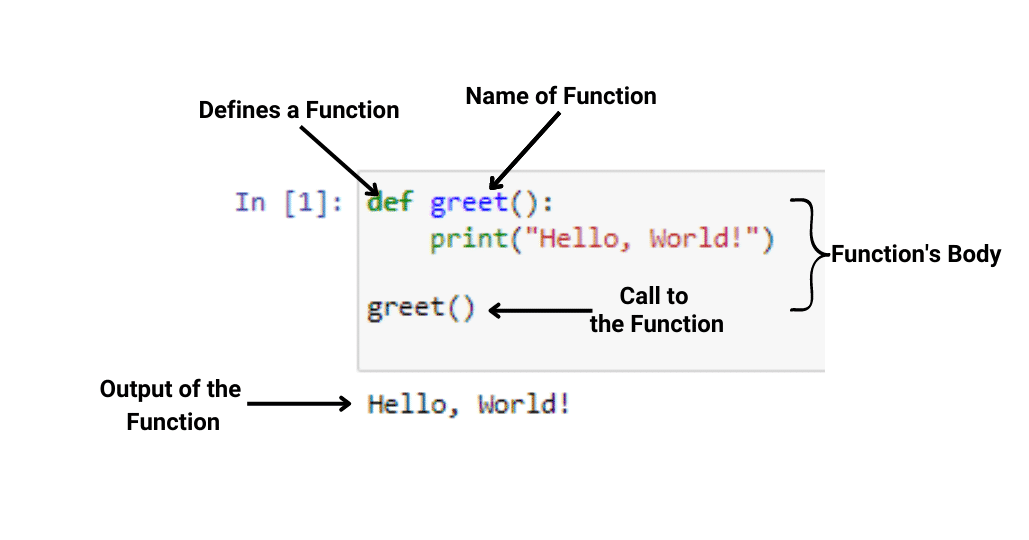 Name of Function
Defines a Function
In [1]: def greet():
    print("Hello, World!")
Function's Body
greet()
Call to
the Function
Output of the
Function
Hello, World!